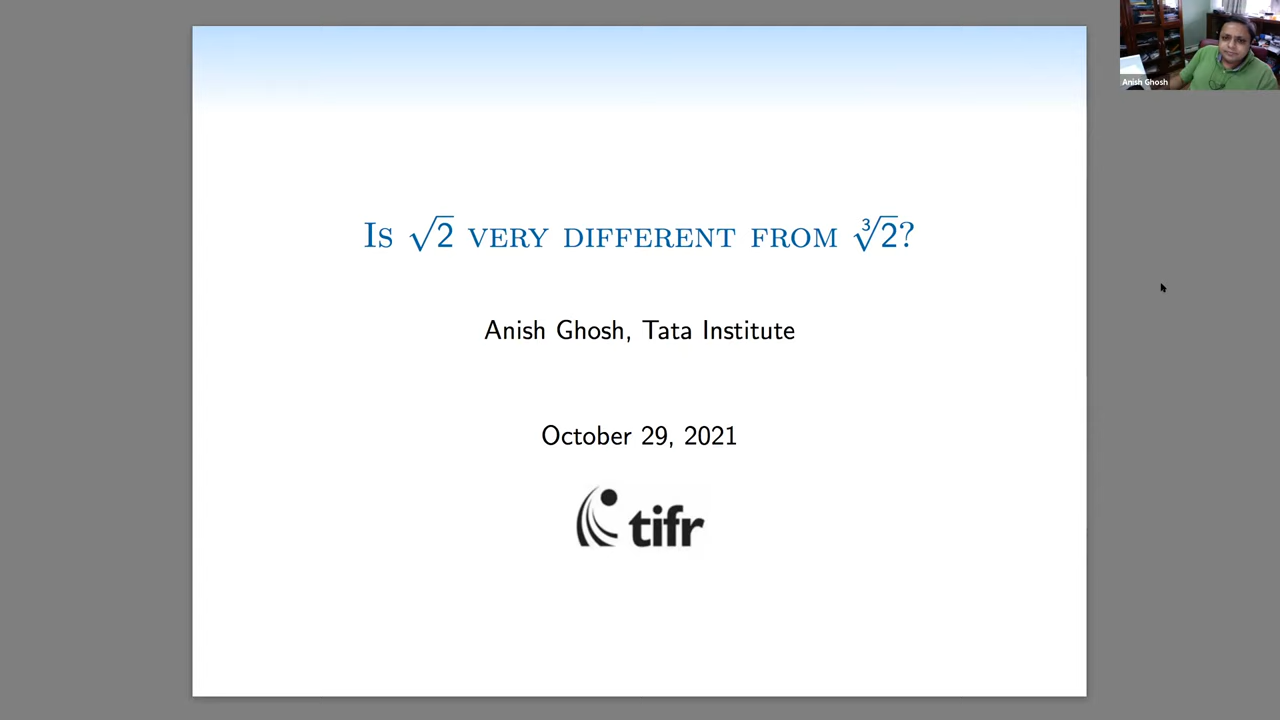 Is √2 very different from ∛2?
Anish Ghosh, Tata Institute
October 29, 2021
tifr
Anish Ghosh